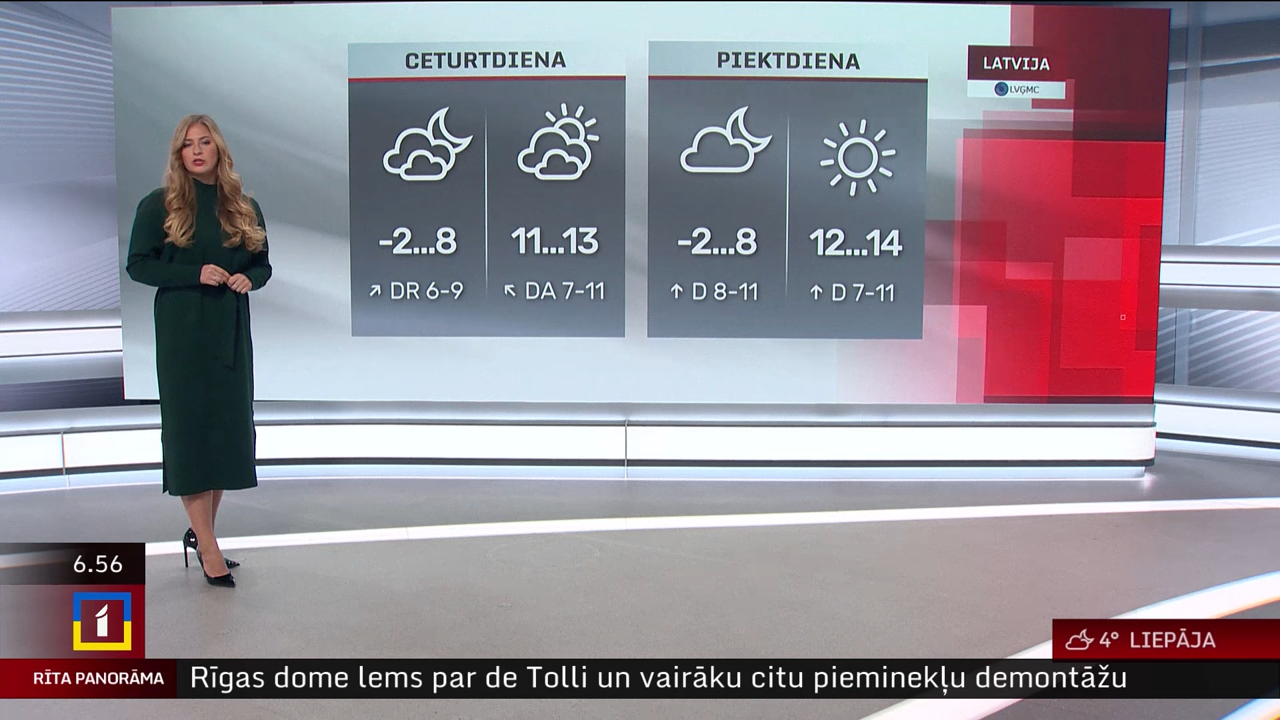 CETURTDIENA
-2...8
11...13
DR 6-9
DA 7-11
PIEKTDIENA
-2...8
12...14
D 8-11
D 7-11
LATVIJA
LVĢMC
6.56
1
4° LIEPĀJA
RĪTA PANORĀMA
Rīgas dome lems par de Tolli un vairāku citu pieminekļu demontāžu